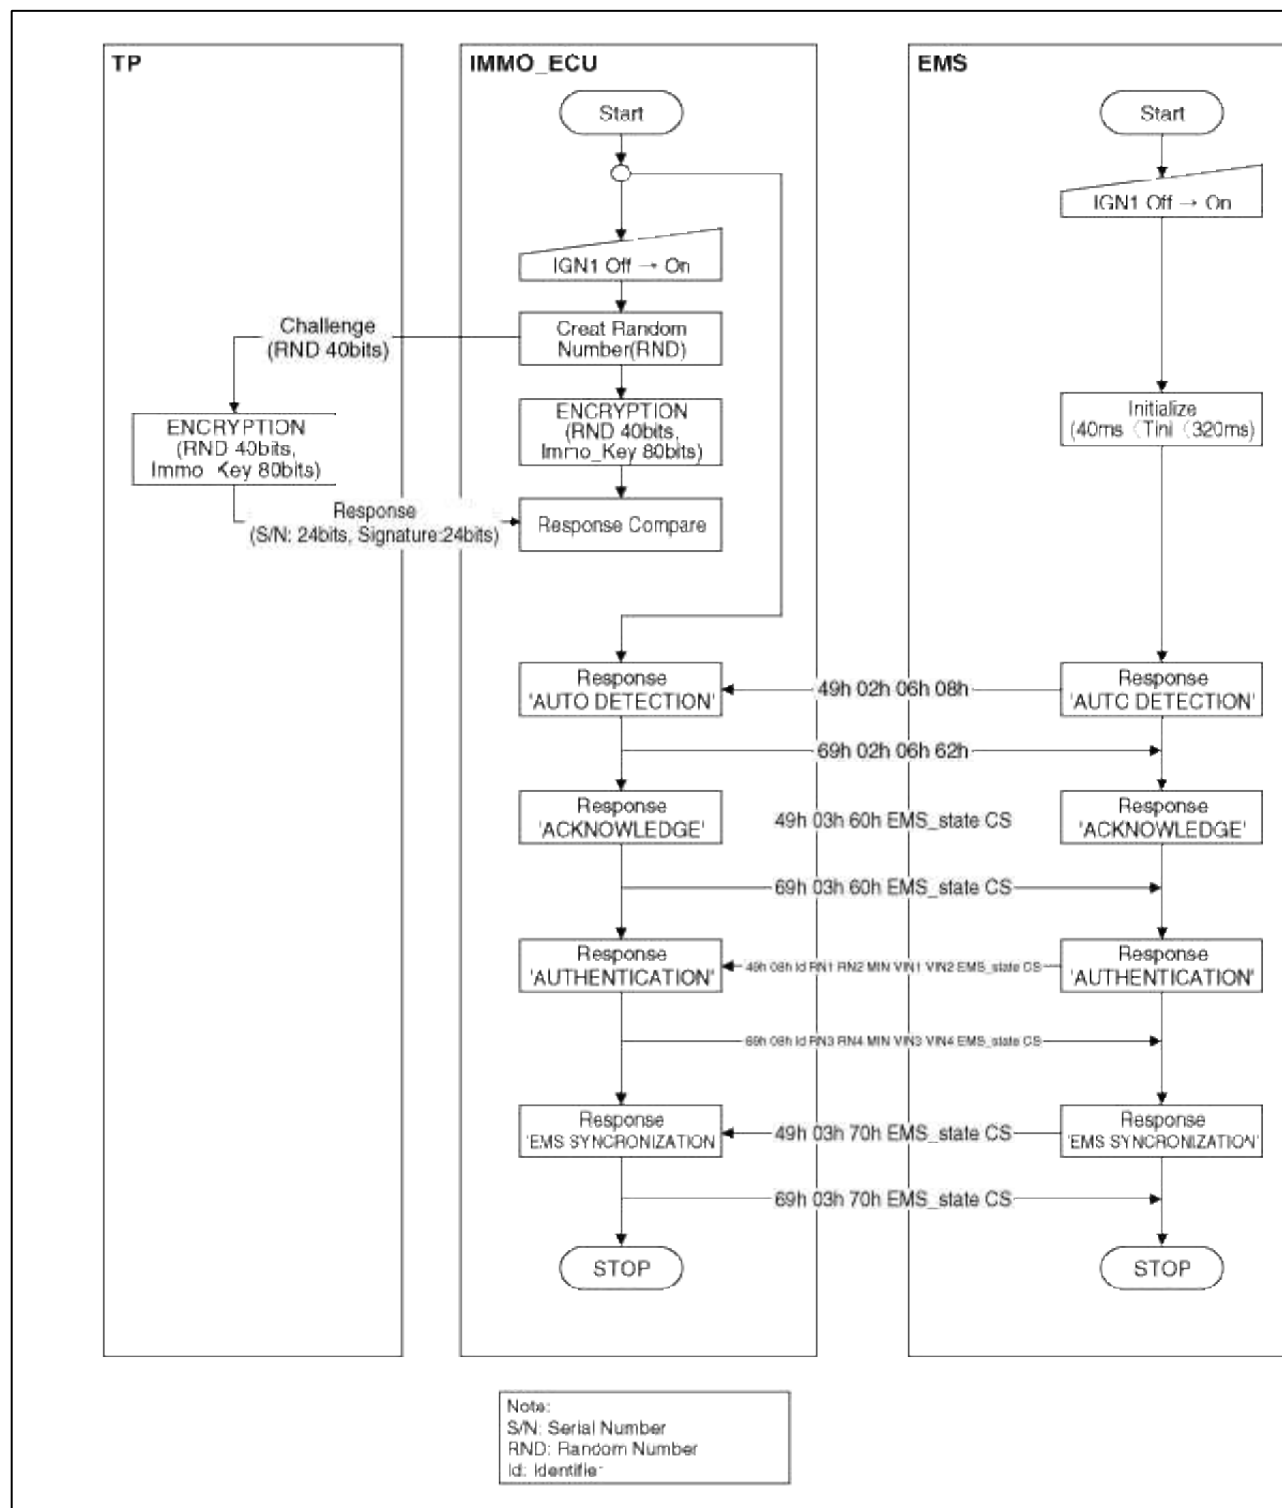 TP
IMMO_ECU
EMS
Start
Start
IGN1 Off → On
IGN1 Off → On
Challenge
(RND 40bits)
Creat Random
Number(RND)
ENCRYPTION
(RND 40bits,
Immo_Key 80bits)
ENCRYPTION
(RND 40bits,
Immo_Key 80bits)
Initialize
(40ms〈Tini〈320ms)
Response
(S/N: 24bits, Signature:24bits)
Response Compare
Response
'AUTO DETECTION'
49h 02h 06h 08h
Response
'AUTO DETECTION'
69h 02h 06h 62h
Response
'ACKNOWLEDGE'
49h 03h 60h EMS_state CS
Response
'ACKNOWLEDGE'
69h 03h 60h EMS_state CS
Response
'AUTHENTICATION'
49h 08h Id RN1 RN2 MIN VIN1 VIN2 EMS_state CS
Response
'AUTHENTICATION'
69h 08h Id RN3 RN4 MIN VIN3 VIN4 EMS_state CS
Response
'EMS SYNCRONIZATION
49h 03h 70h EMS_state CS
Response
'EMS SYNCRONIZATION'
69h 03h 70h EMS_state CS
STOP
STOP
Note:
S/N: Serial Number
RND: Random Number
Id: Identifier